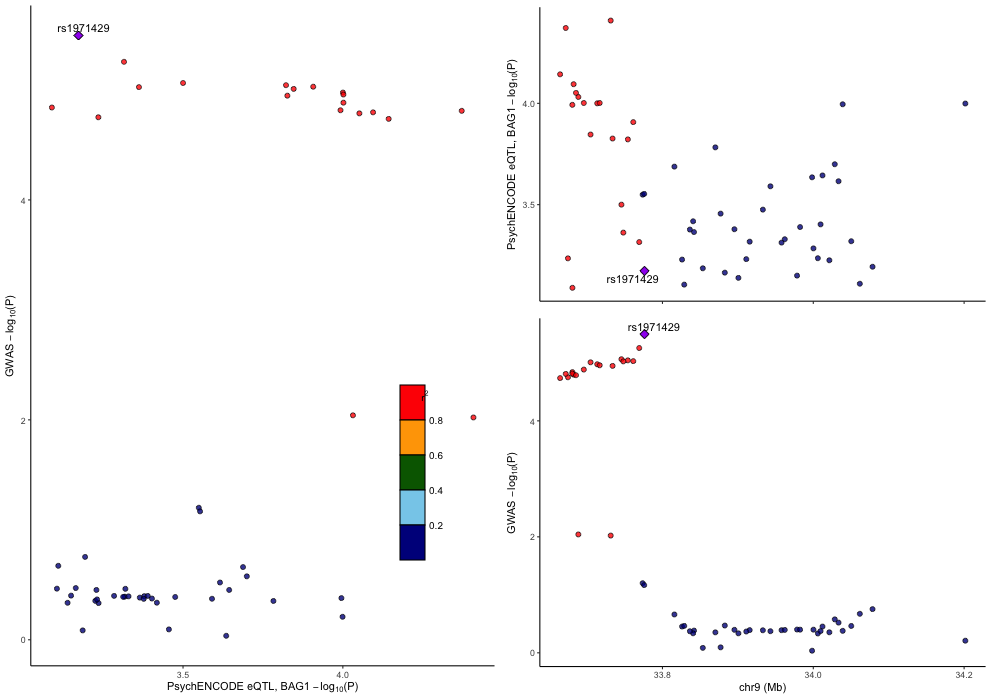 rs1971429
4
2
0
3.5
4.0
GWAS −log10(P)
PsychENCODE eQTL, BAG1 −log10(P)
r2
0.8
0.6
0.4
0.2
4.0
3.5
PsychENCODE eQTL, BAG1 −log10(P)
rs1971429
rs1971429
4
2
0
GWAS −log10(P)
33.8
34.0
34.2
chr9 (Mb)